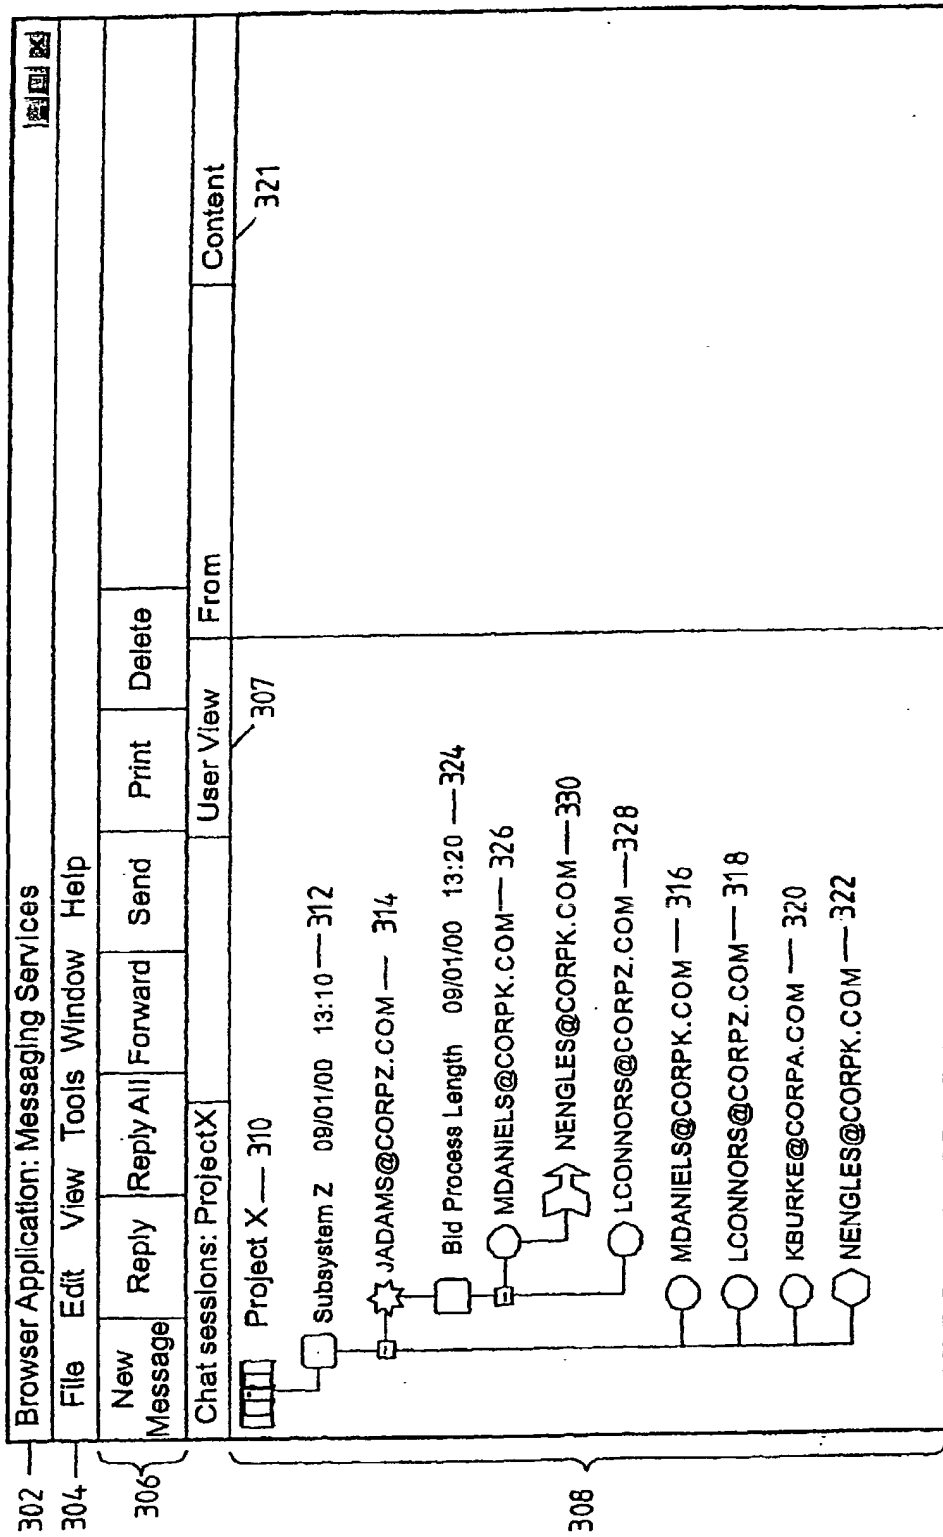 302 Browser Application: Messaging Services
304 File Edit View Tools Window Help
306 New Message Reply Reply All Forward Send Print Delete
Chat sessions: ProjectX User View From Content
307
321
308
Project X 310
Subsystem Z 09/01/00 13:10 312
JADAMS@CORPZ.COM 314
Bid Process Length 09/01/00 13:20 324
MDANIELS@CORPK.COM 326
NENGLES@CORPK.COM 330
LCONNORS@CORPZ.COM 328
MDANIELS@CORPK.COM 316
LCONNORS@CORPZ.COM 318
KBURKE@CORPA.COM 320
NENGLES@CORPK.COM 322